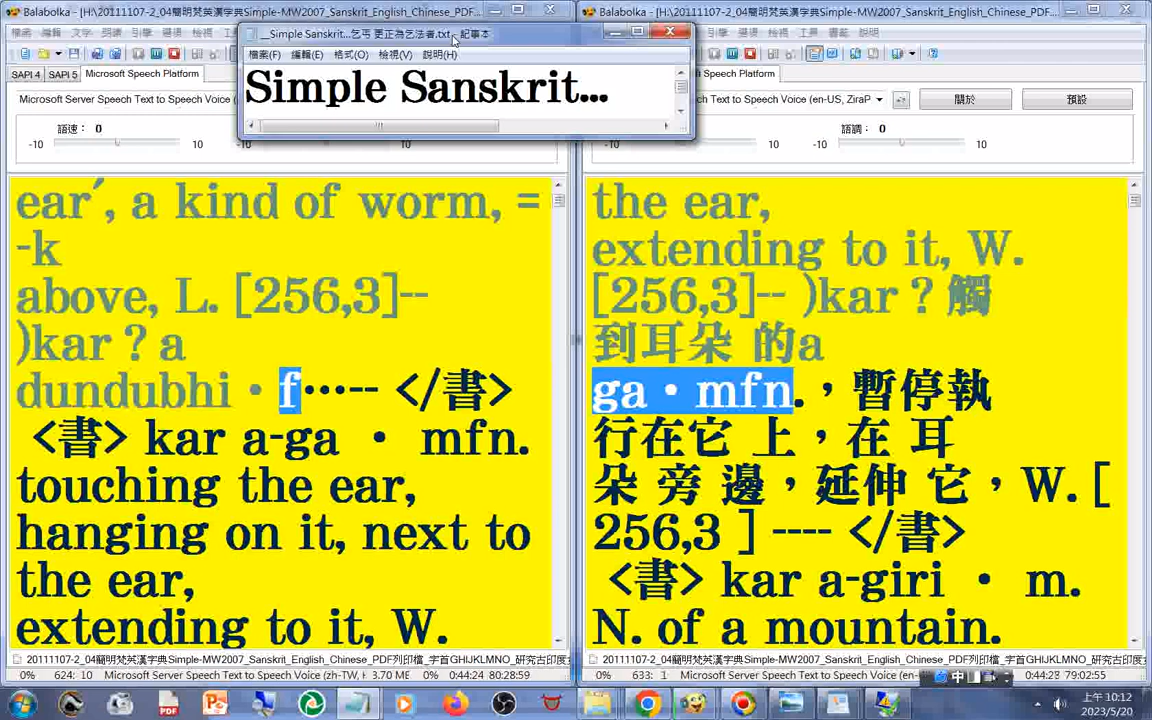 Balabolka - [H:\20111107-2_04簡明梵英漢字典Simple-MW2007_Sanskrit_English_Chinese_PDF...
Balabolka - [H:\20111107-2_04簡明梵英漢字典Simple-MW2007_Sanskrit_English_Chinese_PDF...
__Simple Sanskrit...乞丐 更正為乞法者.txt - 記事本
檔案(F) 編輯(E) 格式(O) 檢視(V) 說明(H)
Simple Sanskrit...
SAPI 4 SAPI 5 Microsoft Speech Platform
Speech Platform
Microsoft Server Speech Text to Speech Voice
ch Text to Speech Voice (en-US, ZiraP
關於
預設
語速: 0
語調: 0
-10 10
-10 10
ear′, a kind of worm, =
-k
above, L. [256,3]--
)kar ? a
dundubhi · f…-- </書>
<書> kar a-ga · mfn.
touching the ear,
hanging on it, next to
the ear,
extending to it, W.
the ear,
extending to it, W.
[256,3]-- )kar ? 觸
到耳朵 的a
ga · mfn.,暫停執
行在它 上,在 耳
朵 旁 邊,延伸 它,W. [
256,3 ] ---- </書>
<書> kar a-giri · m.
N. of a mountain.
20111107-2_04簡明梵英漢字典Simple-MW2007_Sanskrit_English_Chinese_PDF列印檔_字首GHIJKLMNO_研究古印度
20111107-2_04簡明梵英漢字典Simple-MW2007_Sanskrit_English_Chinese_PDF列印檔_字首GHIJKLMNO_研究古印度
0% 624: 10 Microsoft Server Speech Text to Speech Voice (zh-TW, 3.70 ME 0% 0:44:24 80:28:59
0% 633: 1 Microsoft Server Speech Text to Speech Voice 0:44:23 79:02:55
中
上午 10:12
2023/5/20